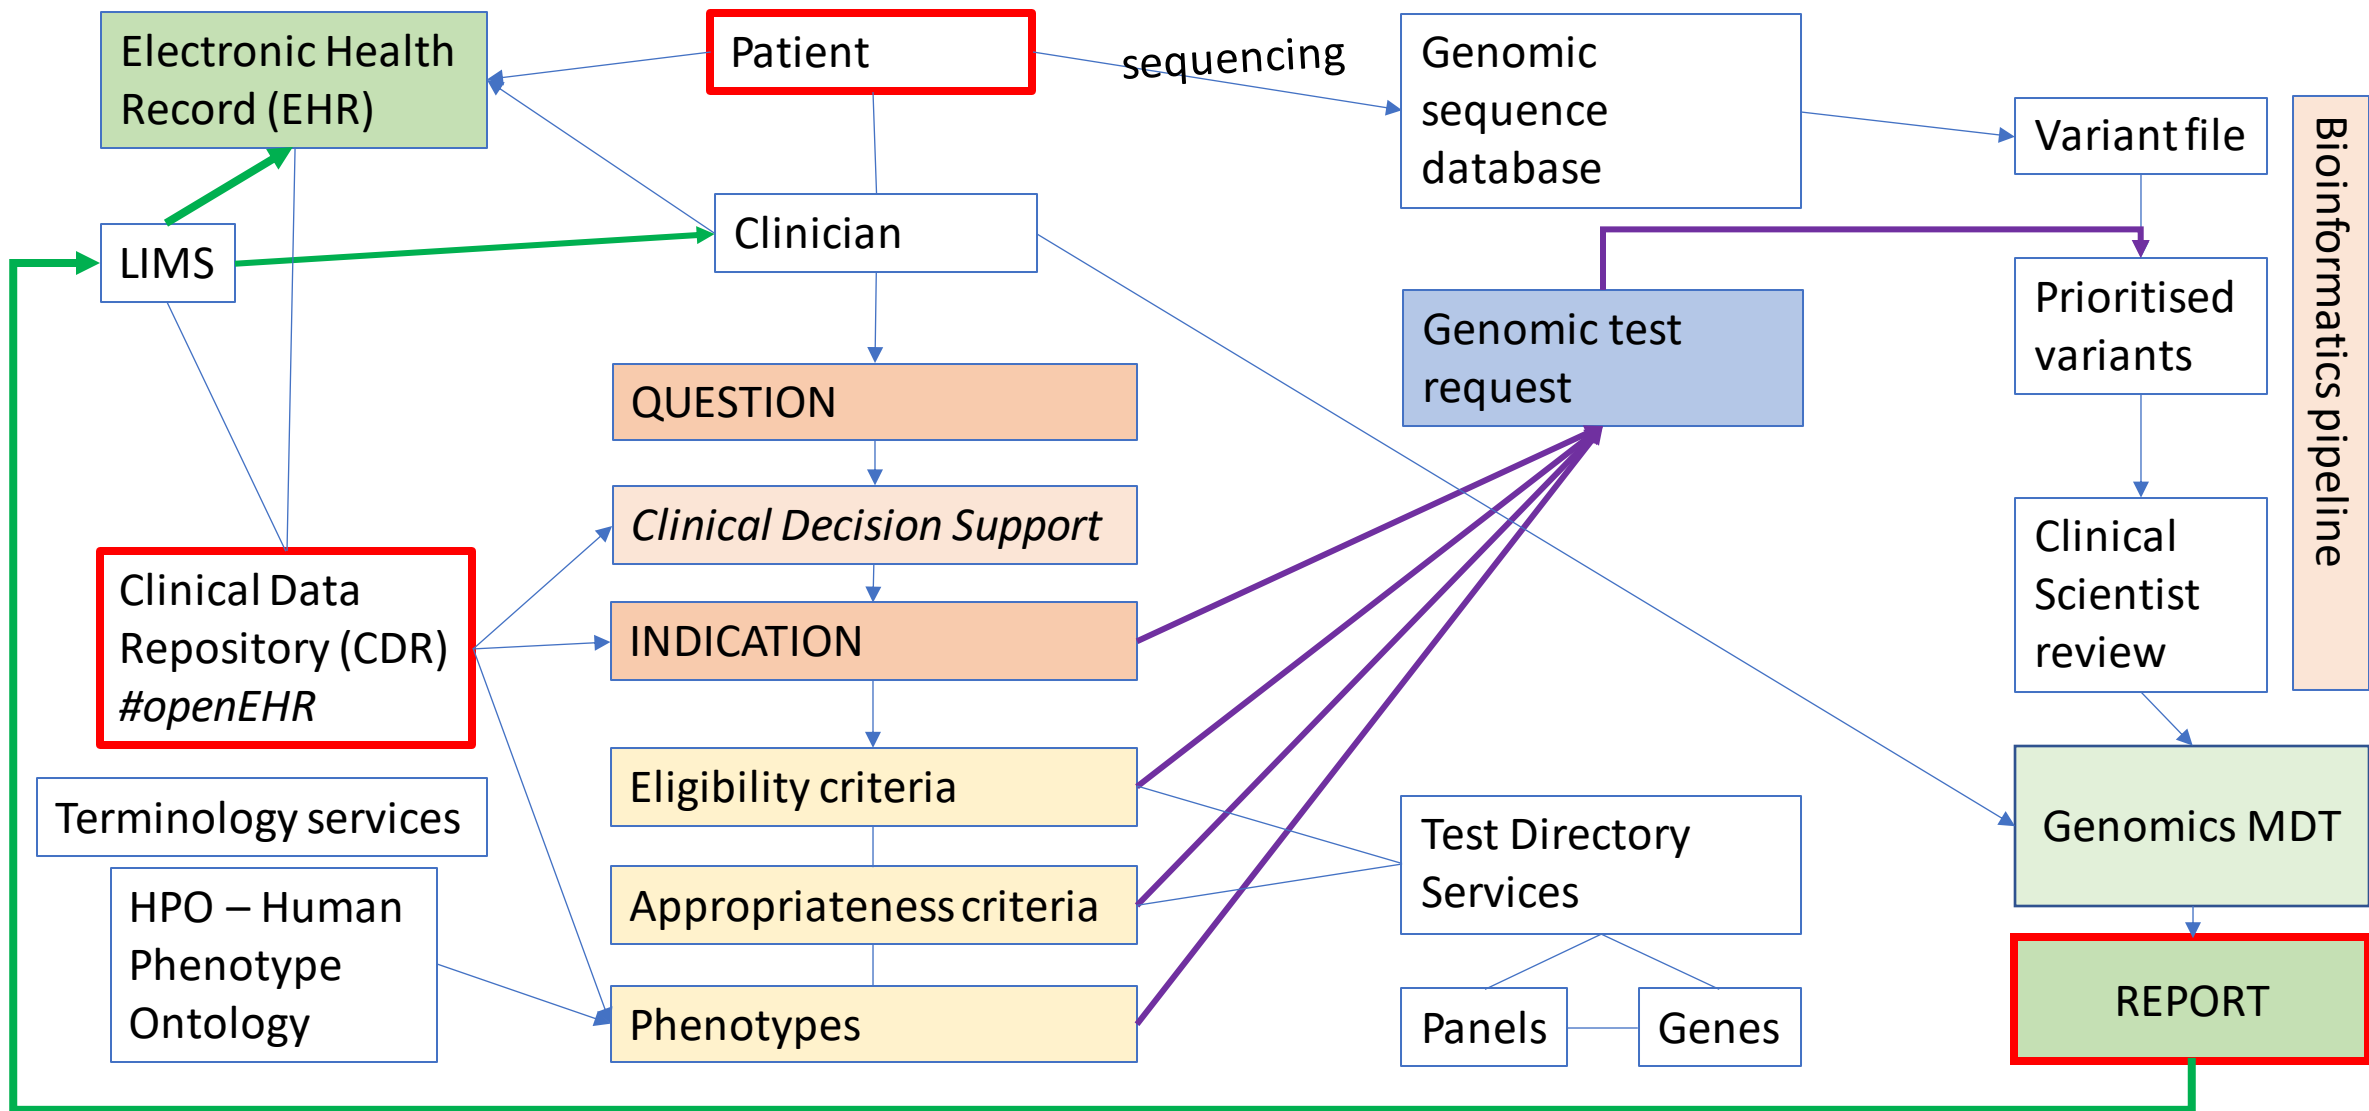 Electronic Health
Record (EHR)
Patient
sequencing
Genomic
sequence
database
Variant file
Bioinformatics pipeline
LIMS
Clinician
Genomic test
request
Prioritised
variants
QUESTION
Clinical Decision Support
INDICATION
Clinical Data
Repository (CDR)
#openEHR
Clinical
Scientist
review
Terminology services
Eligibility criteria
Test Directory
Services
Genomics MDT
HPO – Human
Phenotype
Ontology
Appropriateness criteria
Phenotypes
Panels
Genes
REPORT